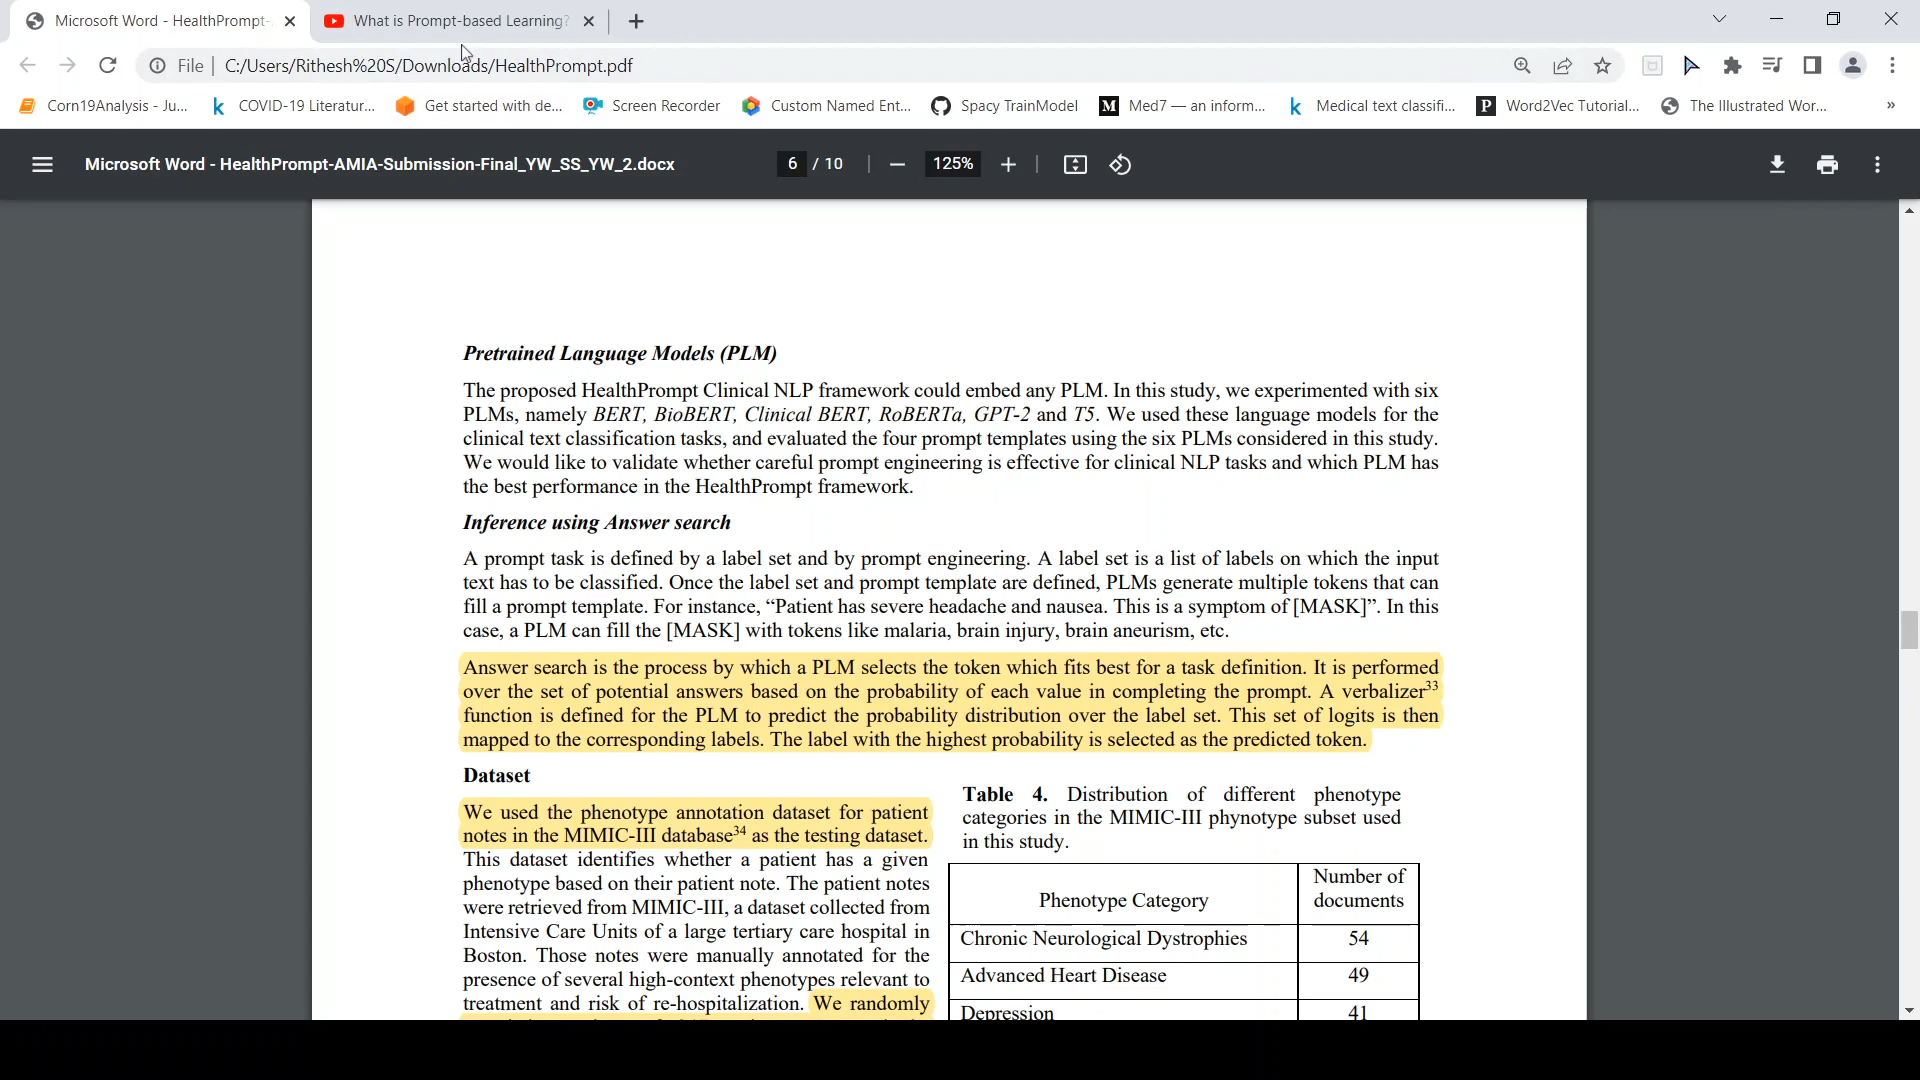 Microsoft Word - HealthPrompt-
What is Prompt-based Learning?
File
C:/Users/Rithesh%20S/Downloads/HealthPrompt.pdf
Corn19Analysis - Ju...
COVID-19 Literatur...
Get started with de...
Screen Recorder
Custom Named Ent...
Spacy TrainModel
Med7 — an inform...
Medical text classifi...
Word2Vec Tutorial...
The Illustrated Wor...
»
Microsoft Word - HealthPrompt-AMIA-Submission-Final_YW_SS_YW_2.docx
6 / 10
125%
Pretrained Language Models (PLM)
The proposed HealthPrompt Clinical NLP framework could embed any PLM. In this study, we experimented with six
PLMs, namely BERT, BioBERT, Clinical BERT, RoBERTa, GPT-2 and T5. We used these language models for the
clinical text classification tasks, and evaluated the four prompt templates using the six PLMs considered in this study.
We would like to validate whether careful prompt engineering is effective for clinical NLP tasks and which PLM has
the best performance in the HealthPrompt framework.
Inference using Answer search
A prompt task is defined by a label set and by prompt engineering. A label set is a list of labels on which the input
text has to be classified. Once the label set and prompt template are defined, PLMs generate multiple tokens that can
fill a prompt template. For instance, “Patient has severe headache and nausea. This is a symptom of [MASK]”. In this
case, a PLM can fill the [MASK] with tokens like malaria, brain injury, brain aneurism, etc.
Answer search is the process by which a PLM selects the token which fits best for a task definition. It is performed
over the set of potential answers based on the probability of each value in completing the prompt. A verbalizer33
function is defined for the PLM to predict the probability distribution over the label set. This set of logits is then
mapped to the corresponding labels. The label with the highest probability is selected as the predicted token.
Dataset
We used the phenotype annotation dataset for patient
notes in the MIMIC-III database34 as the testing dataset.
This dataset identifies whether a patient has a given
phenotype based on their patient note. The patient notes
were retrieved from MIMIC-III, a dataset collected from
Intensive Care Units of a large tertiary care hospital in
Boston. Those notes were manually annotated for the
presence of several high-context phenotypes relevant to
treatment and risk of re-hospitalization. We randomly
Table 4. Distribution of different phenotype
categories in the MIMIC-III phynotype subset used
in this study.
Phenotype Category
Number of
documents
Chronic Neurological Dystrophies 54
Advanced Heart Disease 49
Depression 41